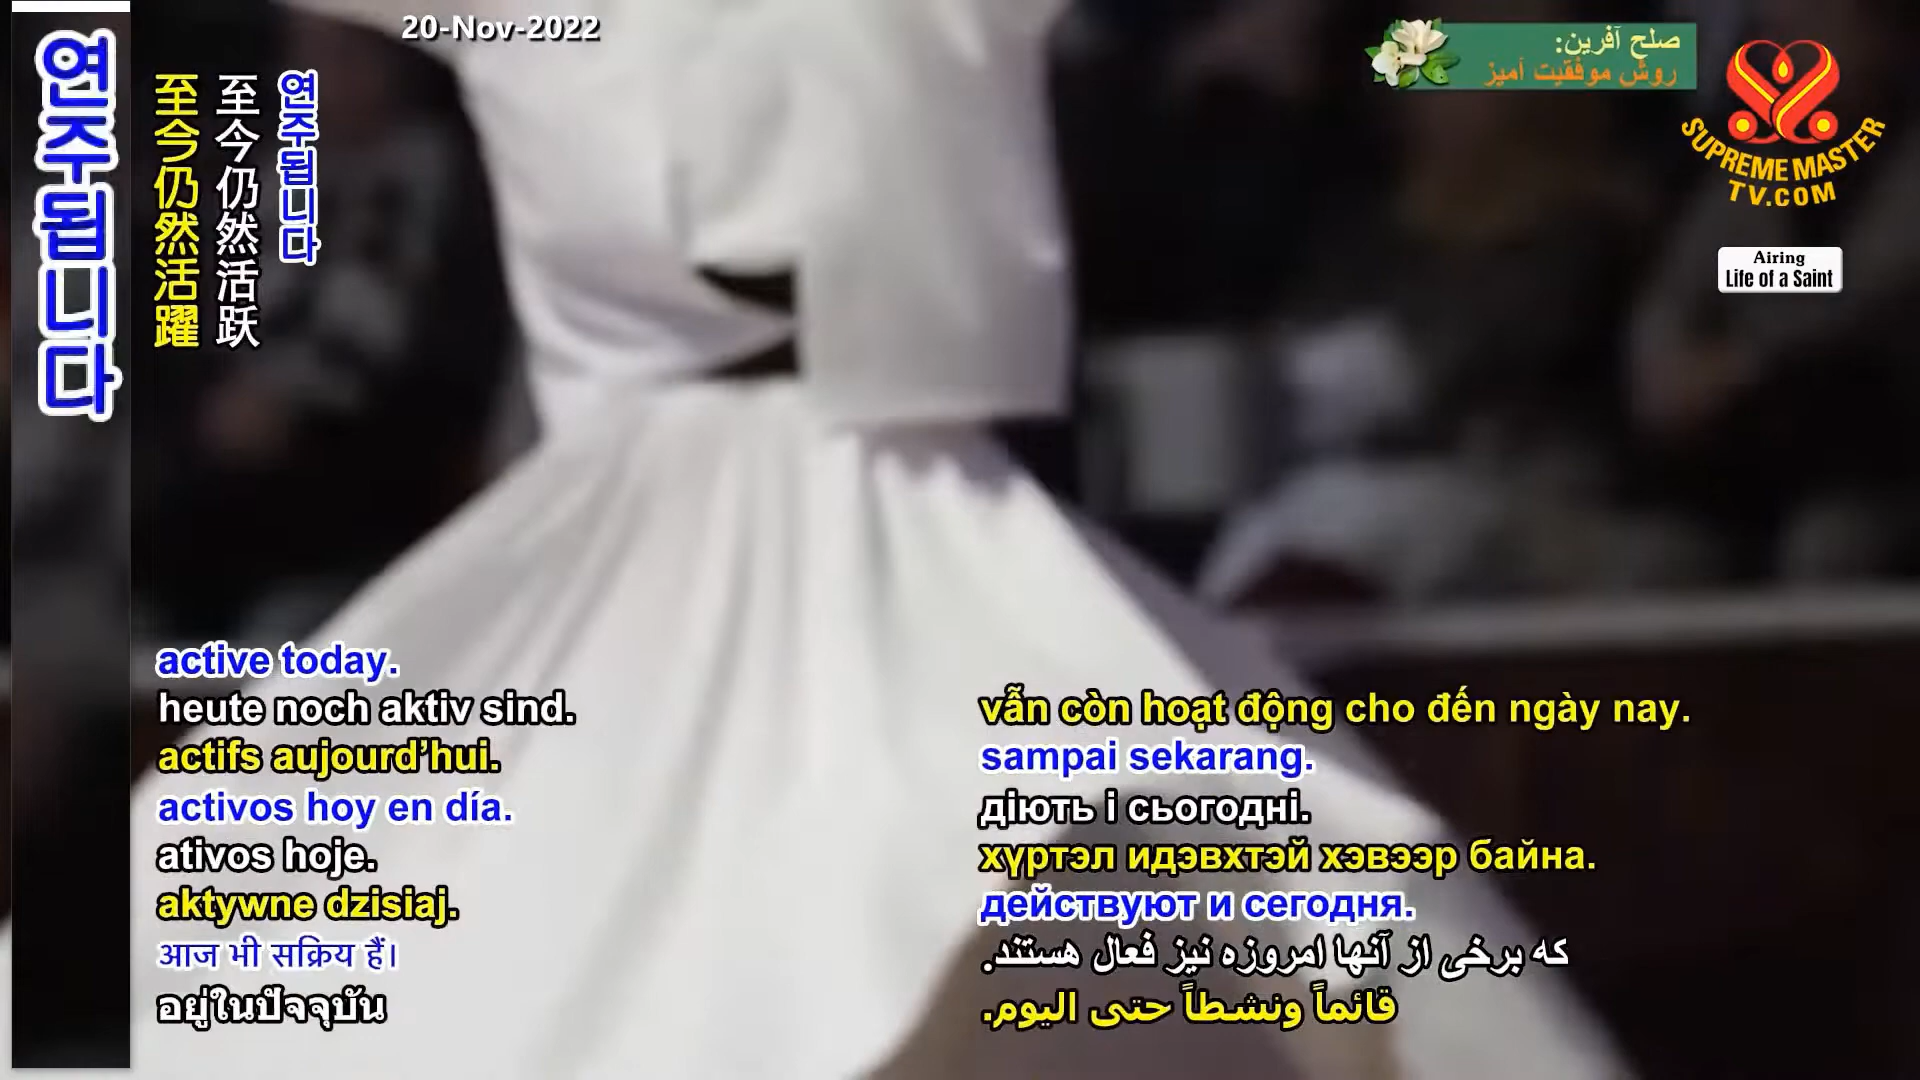 20-Nov-2022
연주됩니다
至今仍然活躍
至今仍然活跃
연주됩니다
صلح آفرین:
روش موفقیت آمیز
SUPREME MASTER
TV.COM
Airing
Life of a Saint
active today.
heute noch aktiv sind.
actifs aujourd’hui.
activos hoy en día.
ativos hoje.
aktywne dzisiaj.
आज भी सक्रिय हैं।
อยู่ในปัจจุบัน
vẫn còn hoạt động cho đến ngày nay.
sampai sekarang.
діють і сьогодні.
хүртэл идэвхтэй хэвээр байна.
действуют и сегодня.
که برخی از آنها امروزه نیز فعال هستند.
قائماً ونشطاً حتى اليوم.